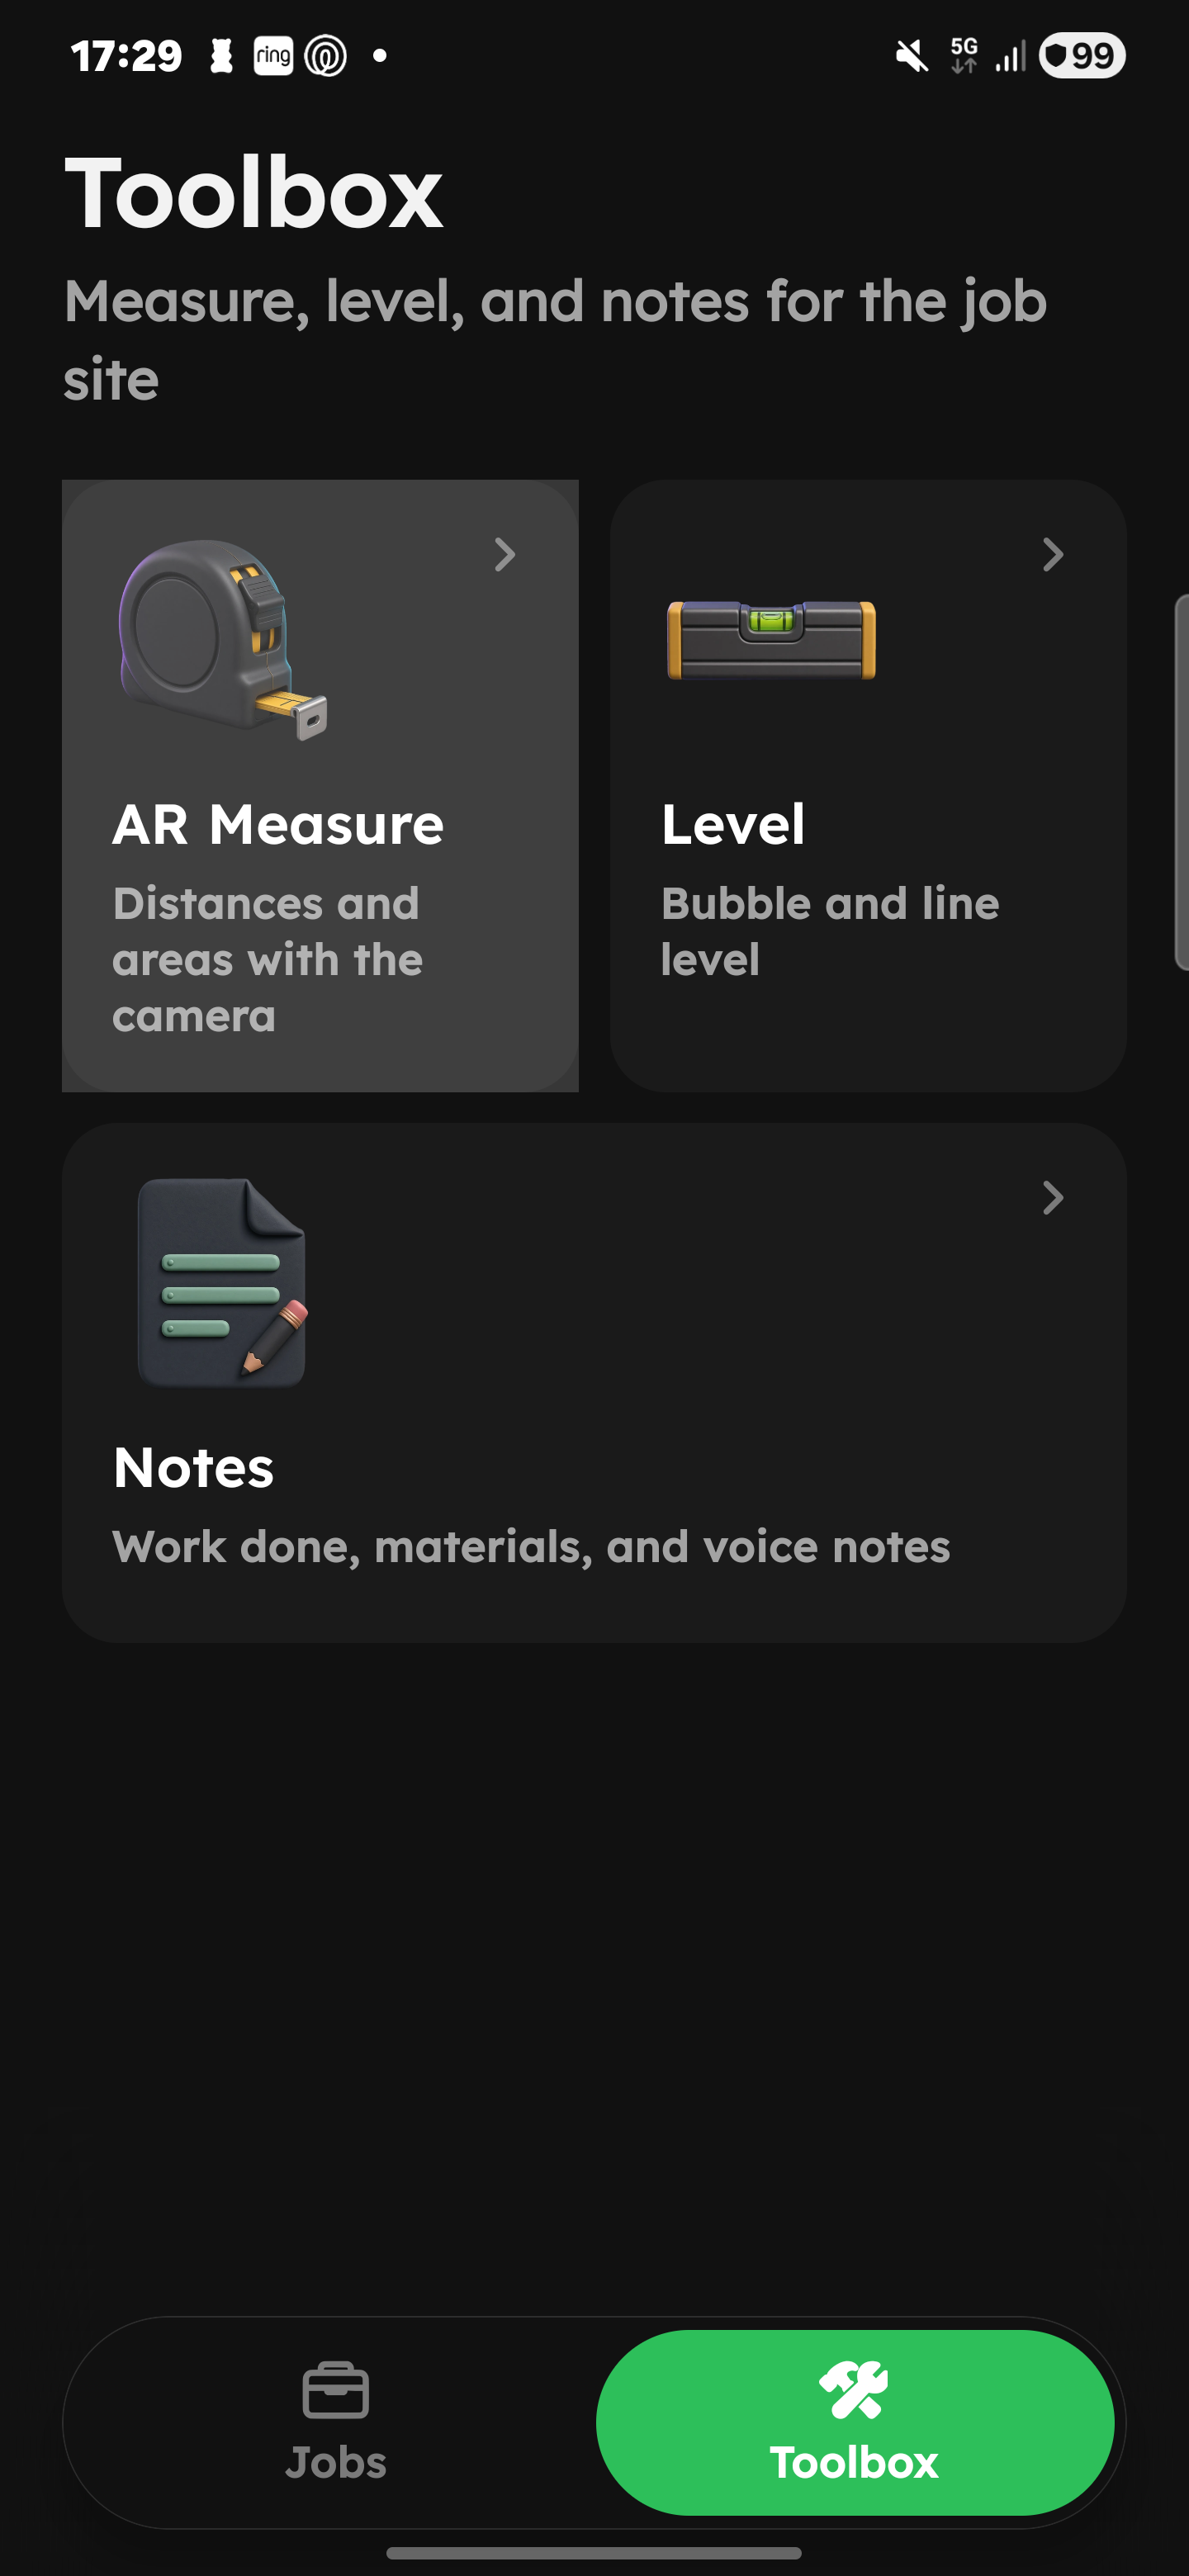 17:29
ring
5G
99
Toolbox
Measure, level, and notes for the job
site
AR Measure
Distances and
areas with the
camera
Level
Bubble and line
level
Notes
Work done, materials, and voice notes
Jobs
Toolbox